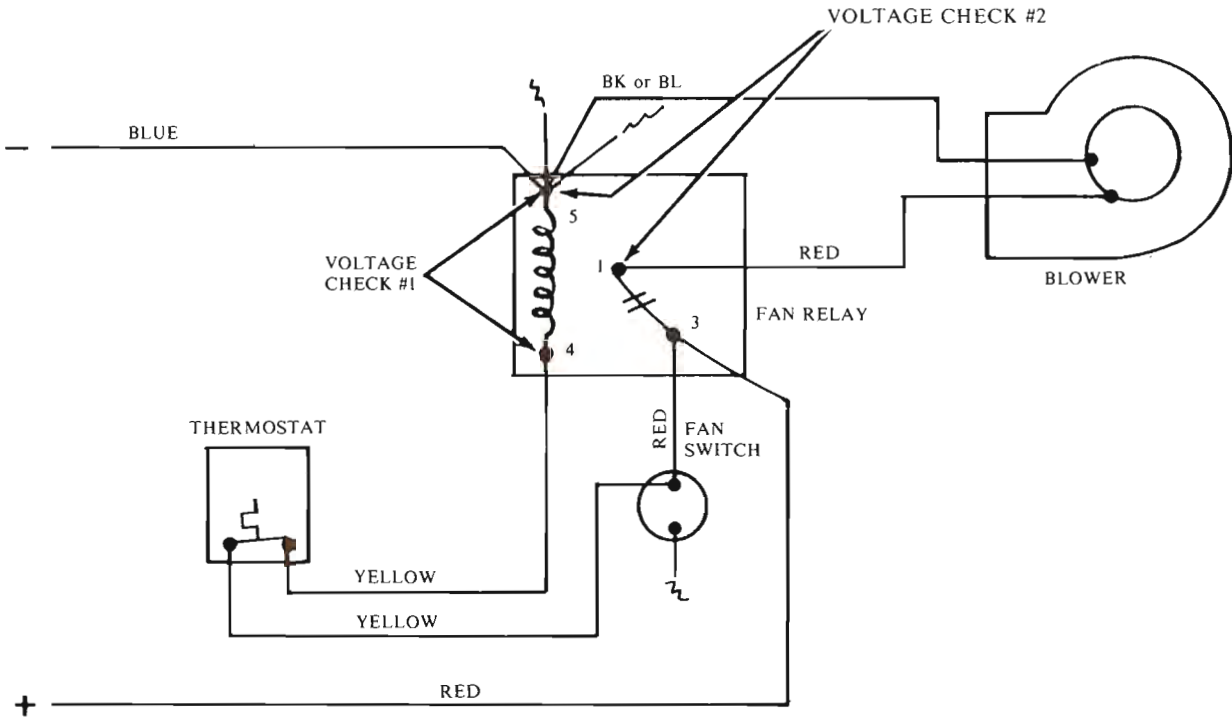 VOLTAGE CHECK #2
BK or BL
BLUE
−
5
VOLTAGE
CHECK #1
1
RED
BLOWER
FAN RELAY
3
4
THERMOSTAT
RED
FAN
SWITCH
YELLOW
YELLOW
RED
+